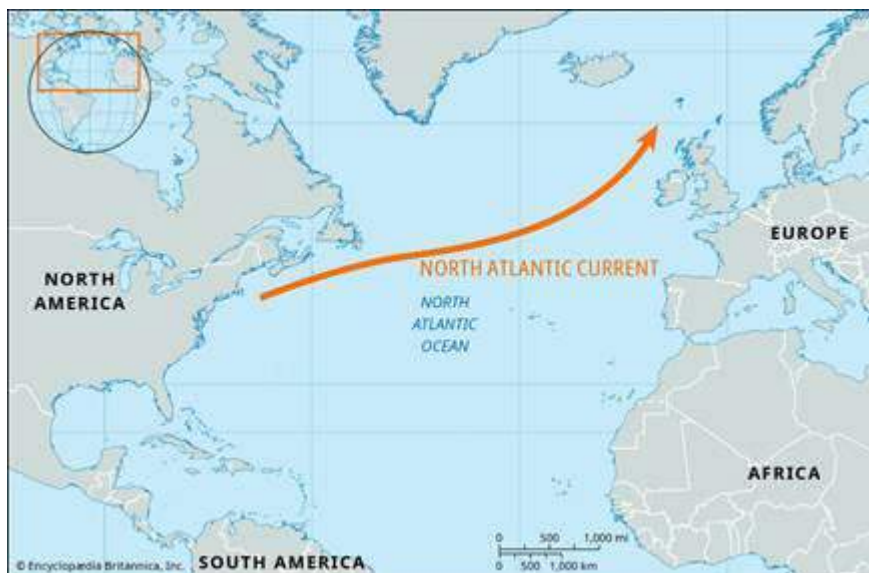 NORTH
AMERICA
EUROPE
NORTH ATLANTIC CURRENT
NORTH
ATLANTIC
OCEAN
AFRICA
SOUTH AMERICA
0 500 1,000 mi
0 500 1,000 km
© Encyclopædia Britannica, Inc.